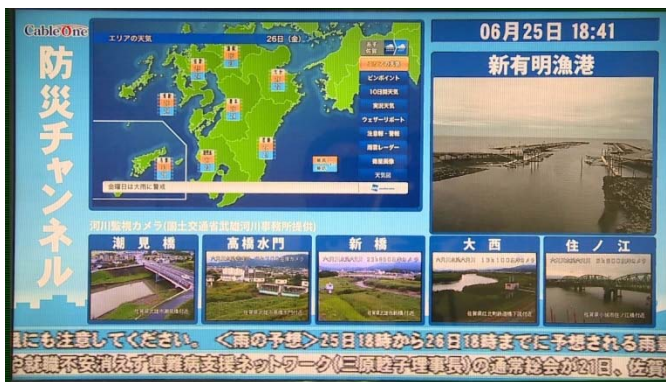 CableOne
防災チャンネル
エリアの天気
26日（金）
ピンポイント
10日間天気
実況天気
ウェザーリポート
注意報・警報
雨雲レーダー
衛星画像
天気図
金曜日は大雨に警戒
06月25日 18:41
新有明漁港
河川監視カメラ(国土交通省武雄河川事務所提供)
潮見橋
高橋水門
新橋
大西
住ノ江
にも注意してください。 ＜雨の予想＞25日18時から26日18時までに予想される雨量
就職不安消えず県難病支援ネットワーク(三原睦子理事長)の通常総会が21日、佐賀